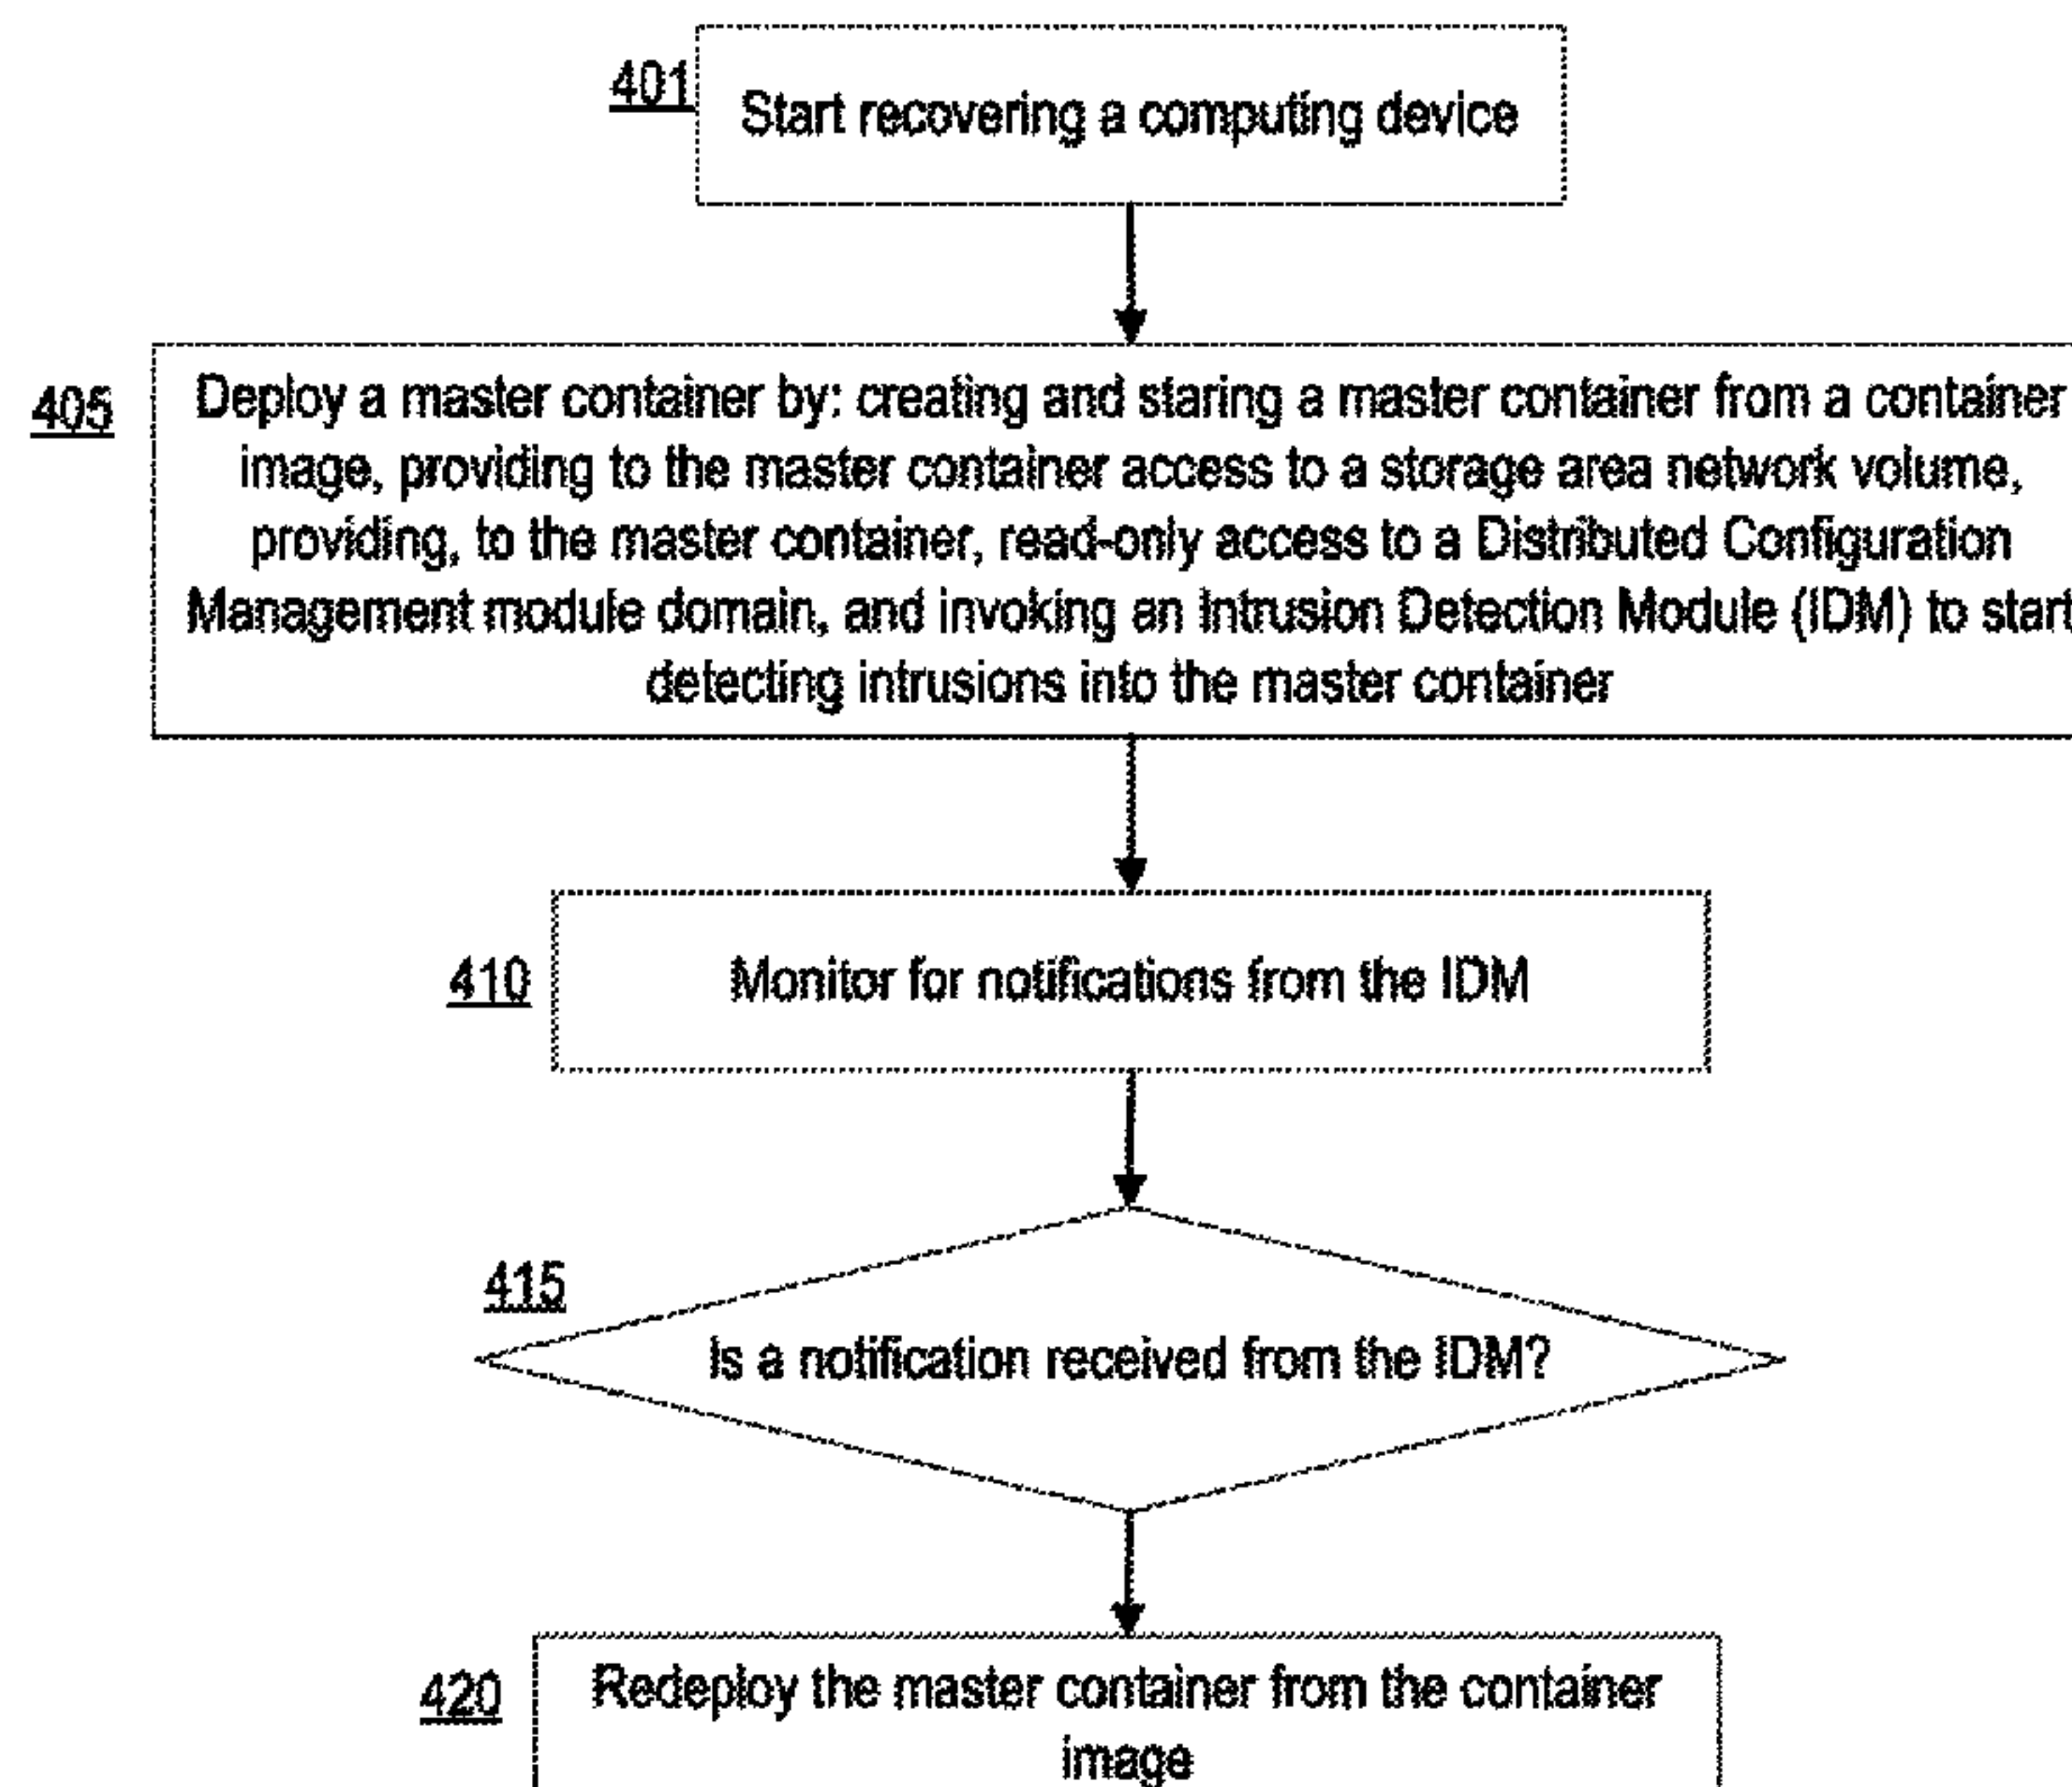 401
Start recovering a computing device
405
Deploy a master container by: creating and staring a master container from a container
image, providing to the master container access to a storage area network volume,
providing, to the master container, read-only access to a Distributed Configuration
Management module domain, and invoking an Intrusion Detection Module (IDM) to start
detecting intrusions into the master container
410
Monitor for notifications from the IDM
415
Is a notification received from the IDM?
420
Redeploy the master container from the container
image